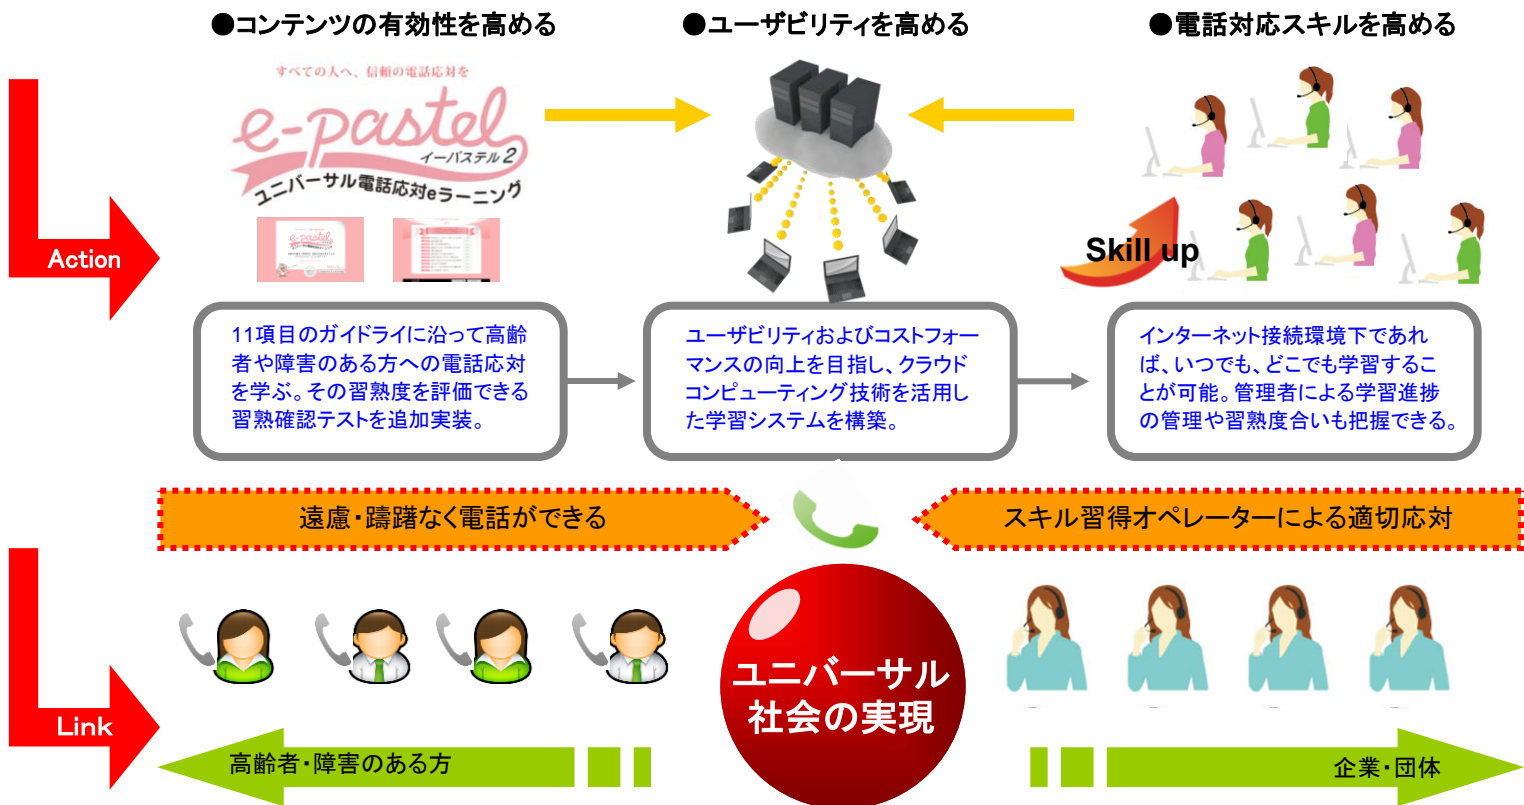 ●コンテンツの有効性を高める
●ユーザビリティを高める
●電話対応スキルを高める
すべての人へ、信頼の電話応対を
e-pastel
イーパステル2
ユニバーサル電話応対eラーニング
e-pastel
Skill up
Action
11項目のガイドライに沿って高齢
者や障害のある方への電話応対
を学ぶ。その習熟度を評価できる
習熟確認テストを追加実装。
ユーザビリティおよびコストフォー
マンスの向上を目指し、クラウド
コンピューティング技術を活用し
た学習システムを構築。
インターネット接続環境下であれ
ば、いつでも、どこでも学習するこ
とが可能。管理者による学習進捗
の管理や習熟度合いも把握できる。
遠慮・躊躇なく電話ができる
スキル習得オペレーターによる適切応対
ユニバーサル
社会の実現
Link
高齢者・障害のある方
企業・団体